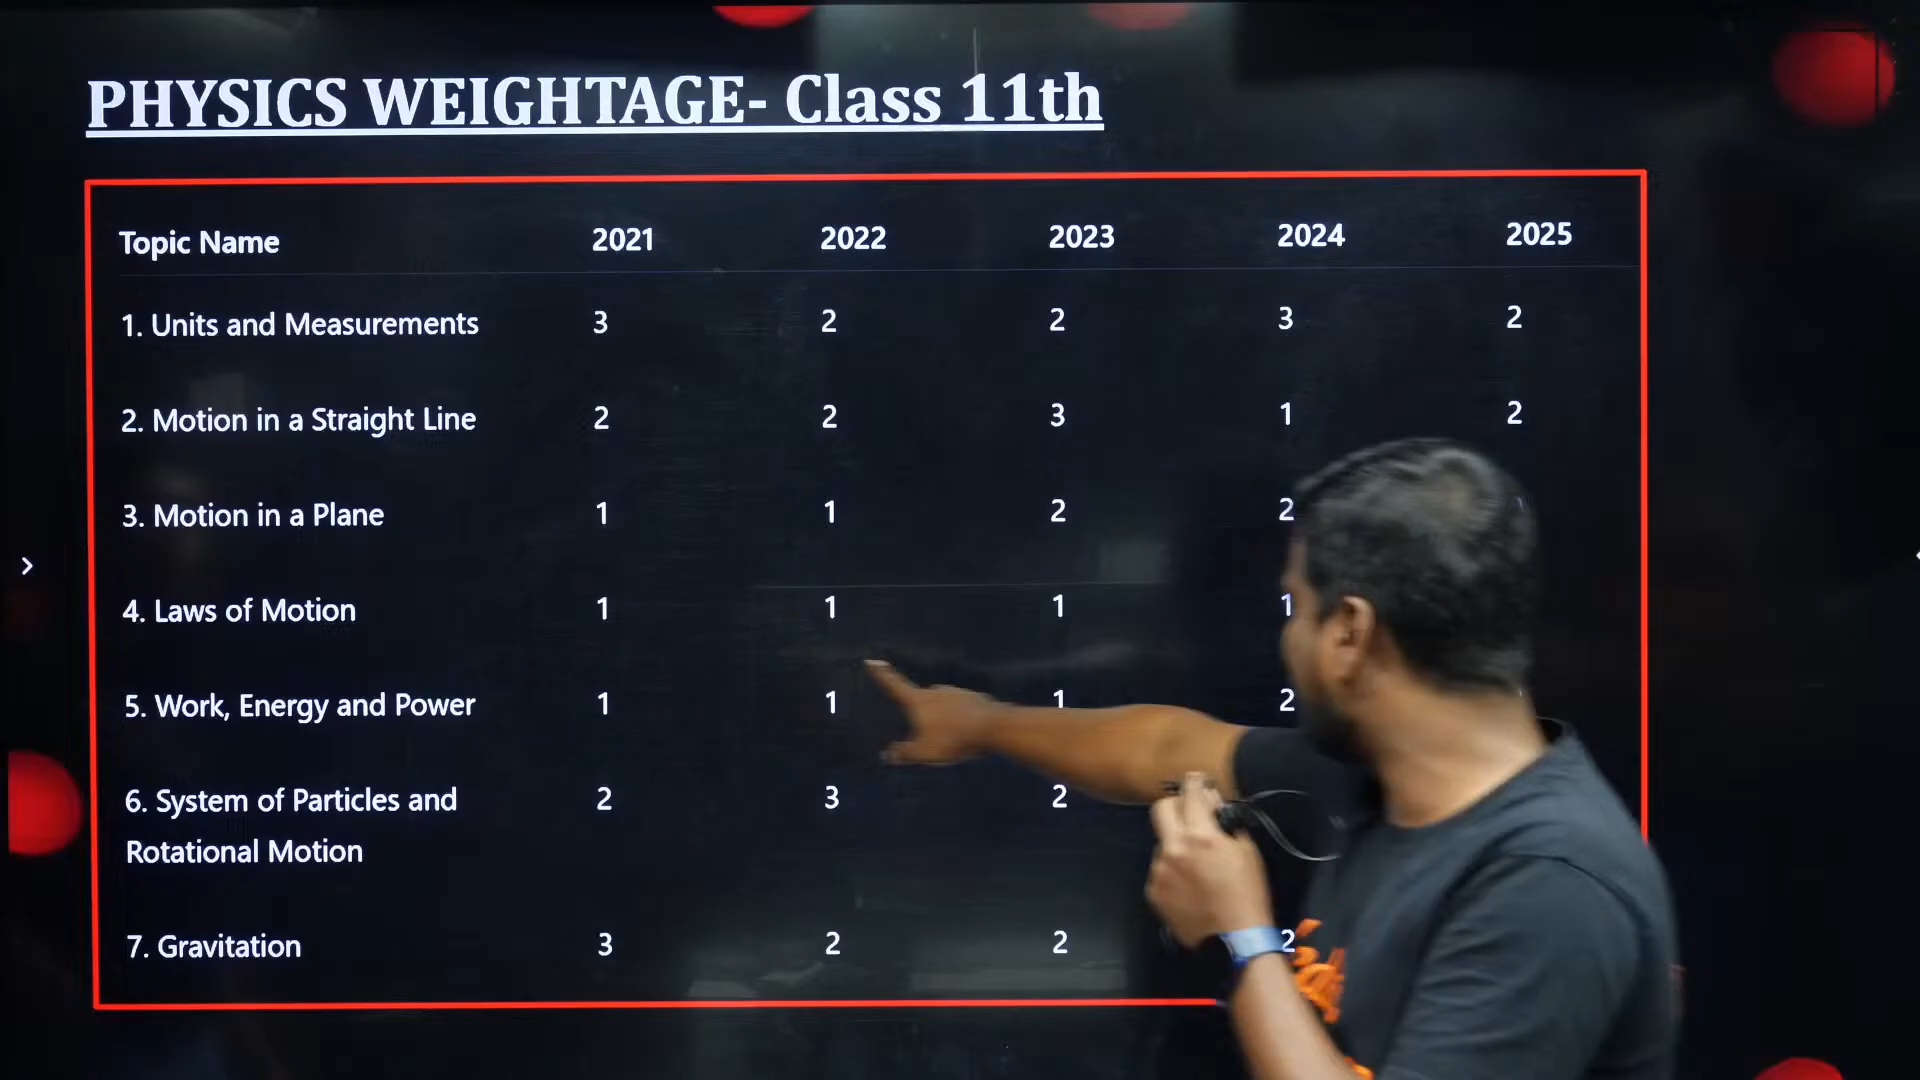 PHYSICS WEIGHTAGE- Class 11th
Topic Name 2021 2022 2023 2024 2025
1. Units and Measurements 3 2 2 3 2
2. Motion in a Straight Line 2 2 3 1 2
3. Motion in a Plane 1 1 2 2
4. Laws of Motion 1 1 1 1
5. Work, Energy and Power 1 1 1 2
6. System of Particles and 2 3 2
Rotational Motion
7. Gravitation 3 2 2 2